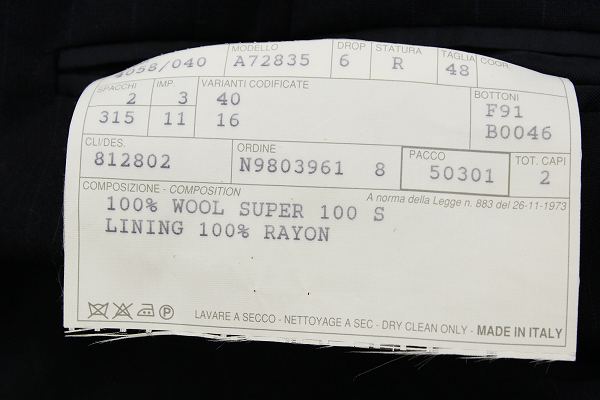 4058/040 MODELLO A72835 DROP 6 STATURA R TAGLIA 48 COOR
SPACCHI 2 IMP. 3 VARIANTI CODIFICATE 40 BOTTONI F91
315 11 16 B0046
CLI/DES. 812802 ORDINE N9803961 8 PACCO 50301 TOT. CAPI 2
COMPOSIZIONE - COMPOSITION A norma della Legge n. 883 del 26-11-1973
100% WOOL SUPER 100 S
LINING 100% RAYON
P LAVARE A SECCO - NETTOYAGE A SEC - DRY CLEAN ONLY - MADE IN ITALY